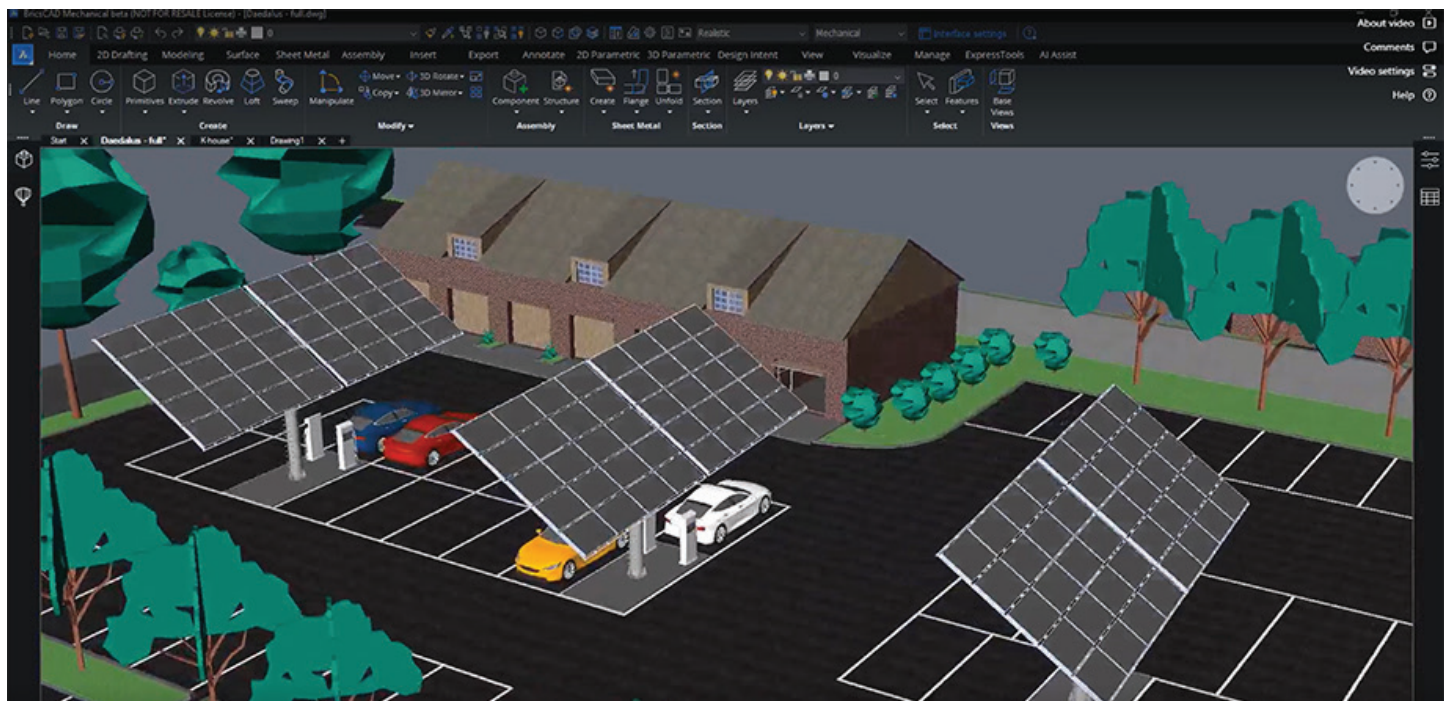 BricsCAD Mechanical beta (NOT FOR RESALE License) - [Daedalus - full.dwg]
About video
0 Realistic Mechanical Interface settings
Comments
Home 2D Drafting Modeling Surface Sheet Metal Assembly Insert Export Annotate 2D Parametric 3D Parametric Design Intent View Visualize Manage ExpressTools AI Assist
Video settings
Move 3D Rotate 0
Copy 3D Mirror
Help
Line Polygon Circle Primitives Extrude Revolve Loft Sweep Manipulate Component Structure Create Flange Unfold Section Layers Select Features Base Views
Draw Create Modify Assembly Sheet Metal Section Layers Select Views
Start X Daedalus - full* X K-house* X Drawing1 X +